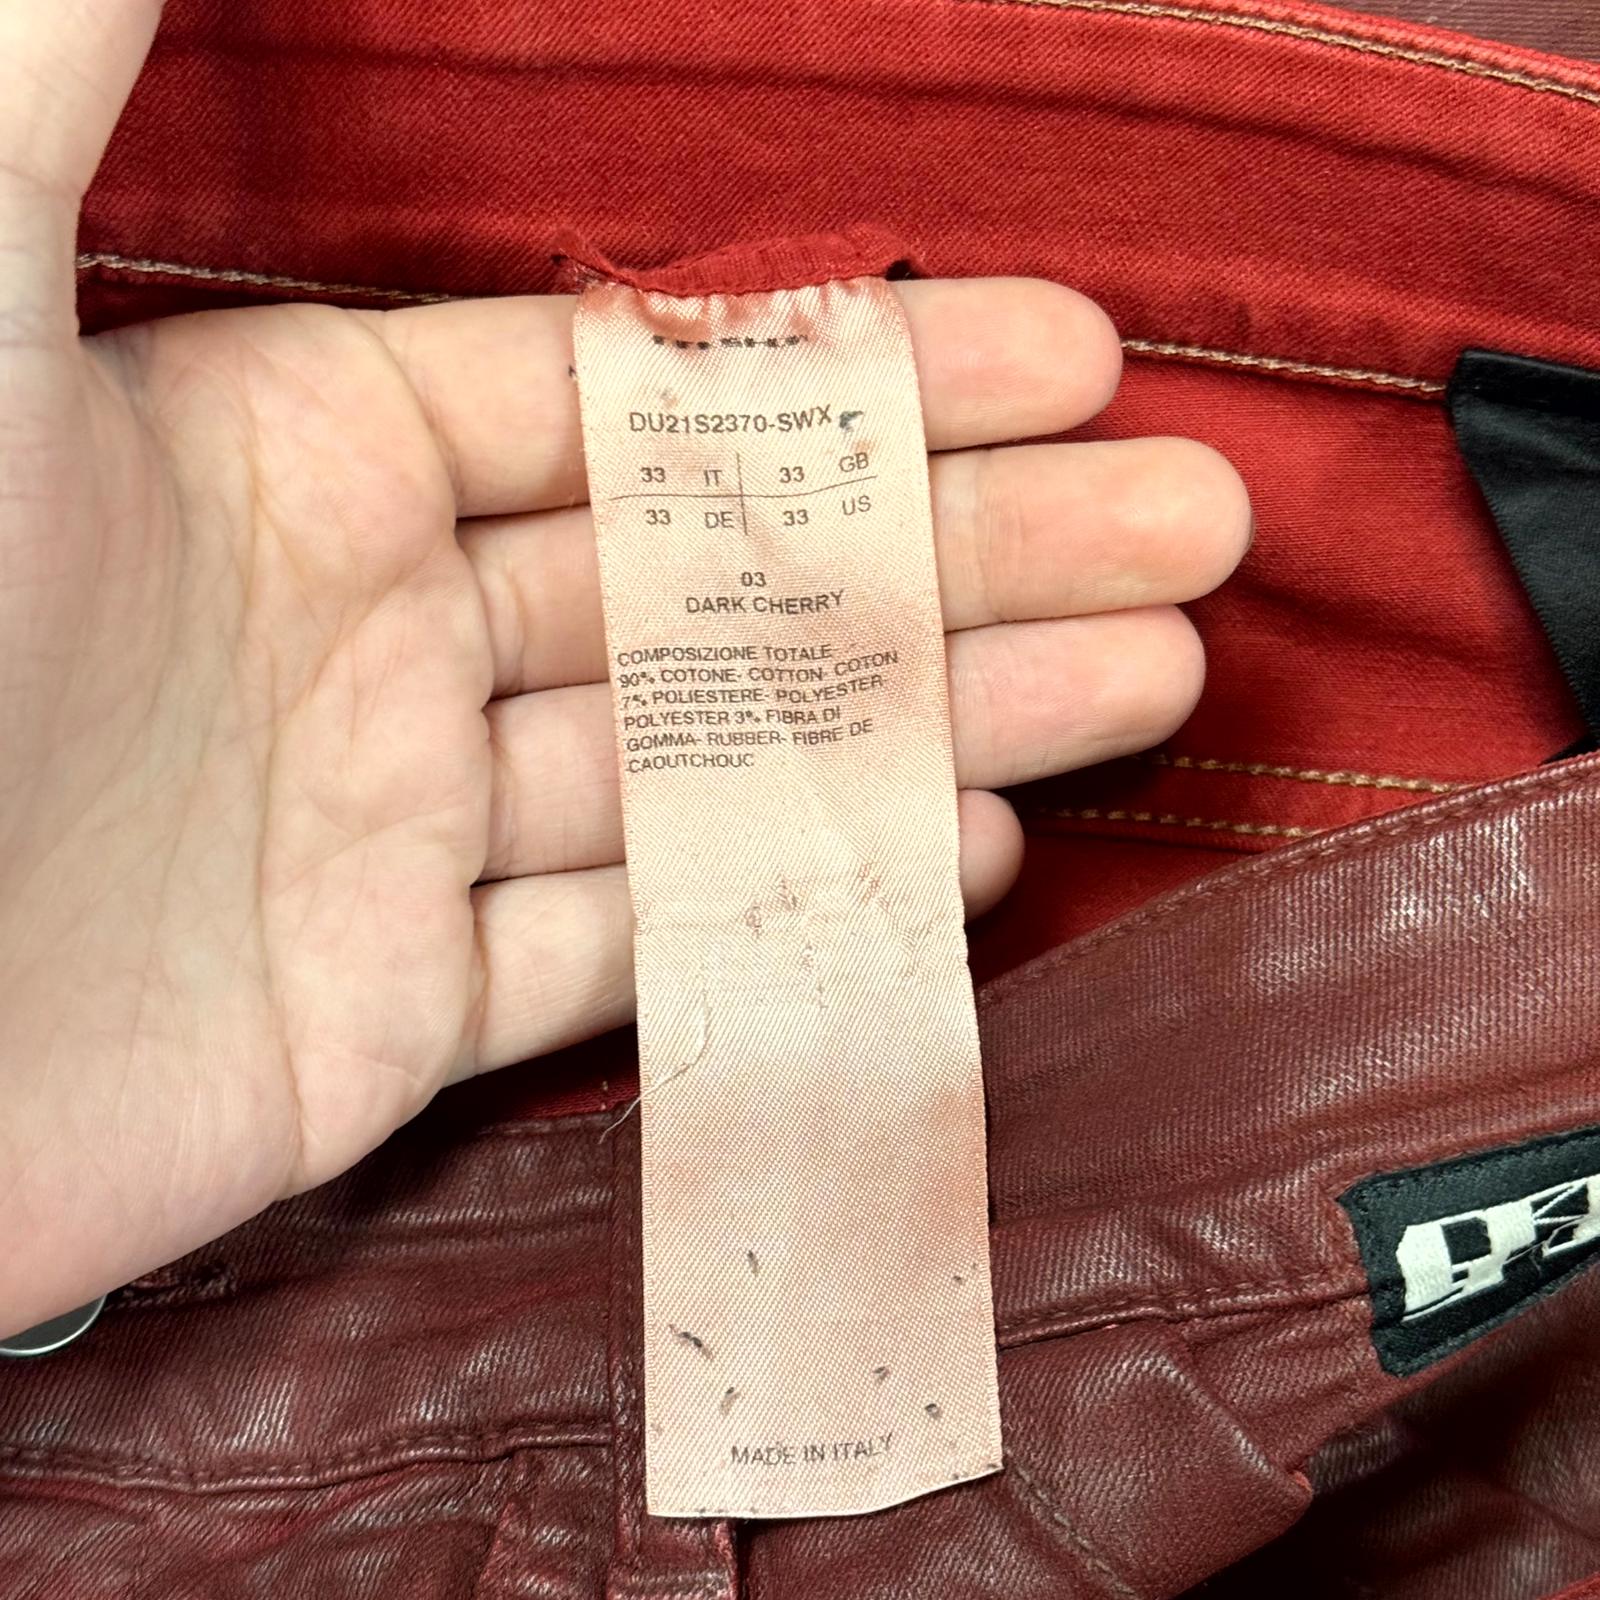 DU21S2370-SWX
33 IT 33 GB
33 DE 33 US
03
DARK CHERRY
COMPOSIZIONE TOTALE
90% COTONE- COTTON- COTON
7% POLIESTERE- POLYESTER
POLYESTER 3% FIBRA DI
GOMMA- RUBBER- FIBRE DE
CAOUTCHOUC
MADE IN ITALY